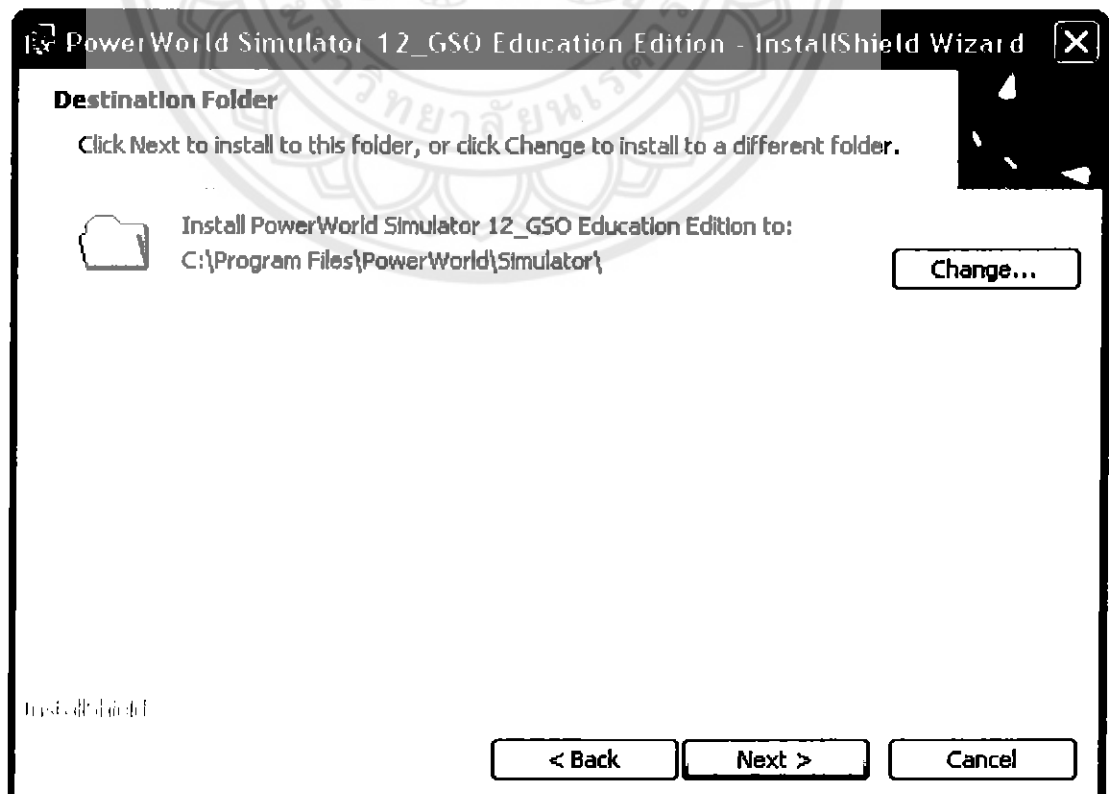 PowerWorld Simulator 12_GSO Education Edition - InstallShield Wizard
Destination Folder
Click Next to install to this folder, or click Change to install to a different folder.
Install PowerWorld Simulator 12_GSO Education Edition to:
C:\Program Files\PowerWorld\Simulator\
Change...
InstallShield
< Back
Next >
Cancel